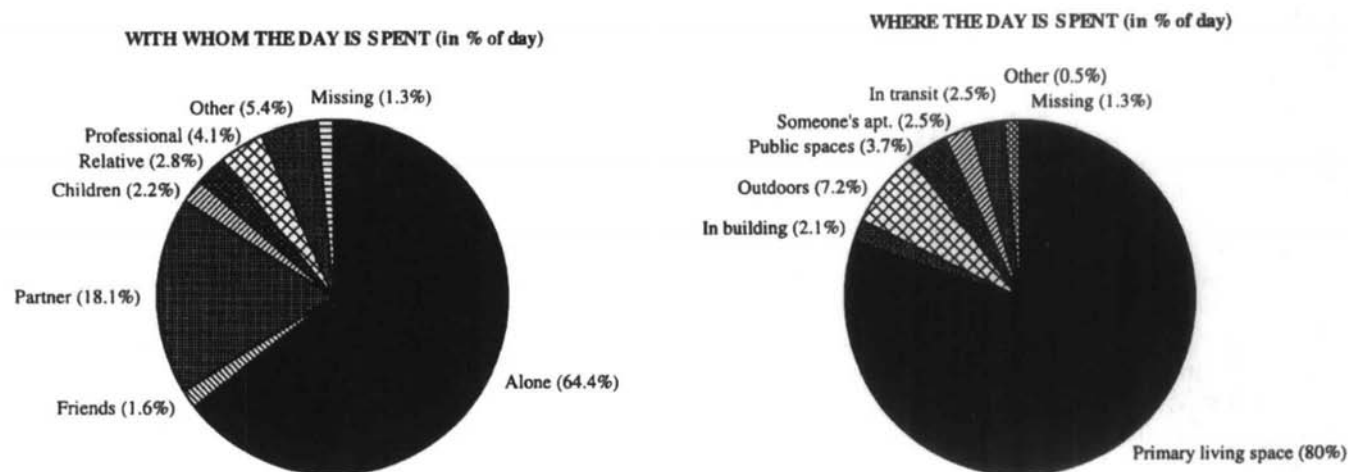 WITH WHOM THE DAY IS SPENT (in % of day)
Other (5.4%)
Missing (1.3%)
Professional (4.1%)
Relative (2.8%)
Children (2.2%)
Partner (18.1%)
Friends (1.6%)
Alone (64.4%)
WHERE THE DAY IS SPENT (in % of day)
Other (0.5%)
In transit (2.5%)
Missing (1.3%)
Someone's apt. (2.5%)
Public spaces (3.7%)
Outdoors (7.2%)
In building (2.1%)
Primary living space (80%)